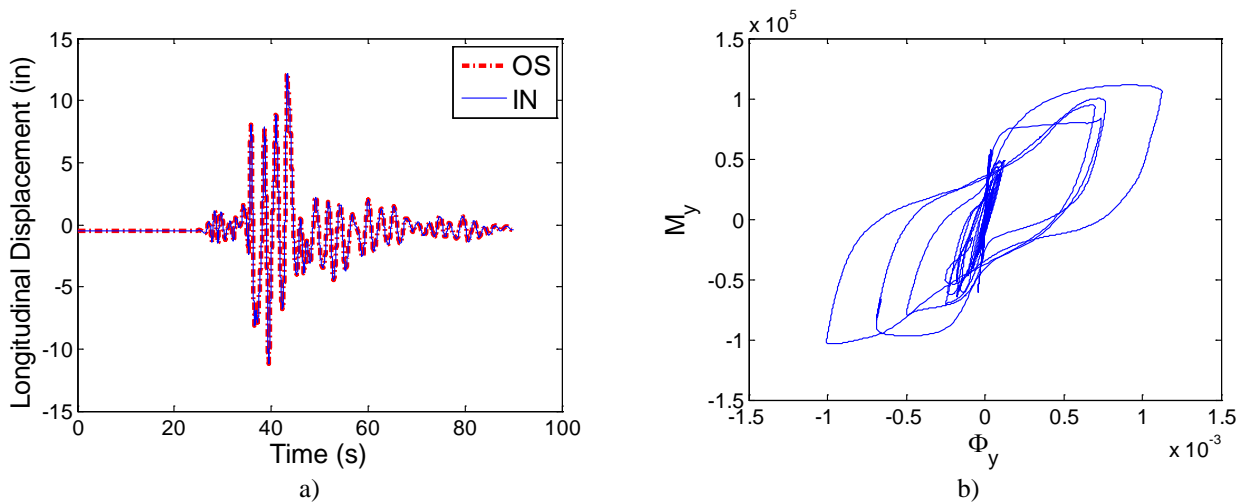 15
10
5
0
-5
-10
-15
0 20 40 60 80 100
Longitudinal Displacement (in)
Time (s)
OS
IN
a)
x 10^5
1.5
1
0.5
0
-0.5
-1
-1.5
-1.5 -1 -0.5 0 0.5 1 1.5
x 10^-3
M_y
Φ_y
b)